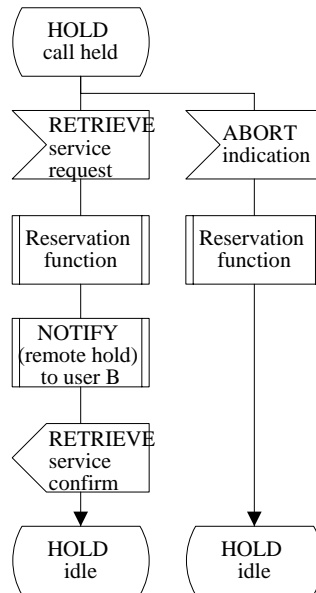 HOLD
call held
RETRIEVE
service
request
ABORT
indication
Reservation
function
Reservation
function
NOTIFY
(remote hold)
to user B
RETRIEVE
service
confirm
HOLD
idle
HOLD
idle